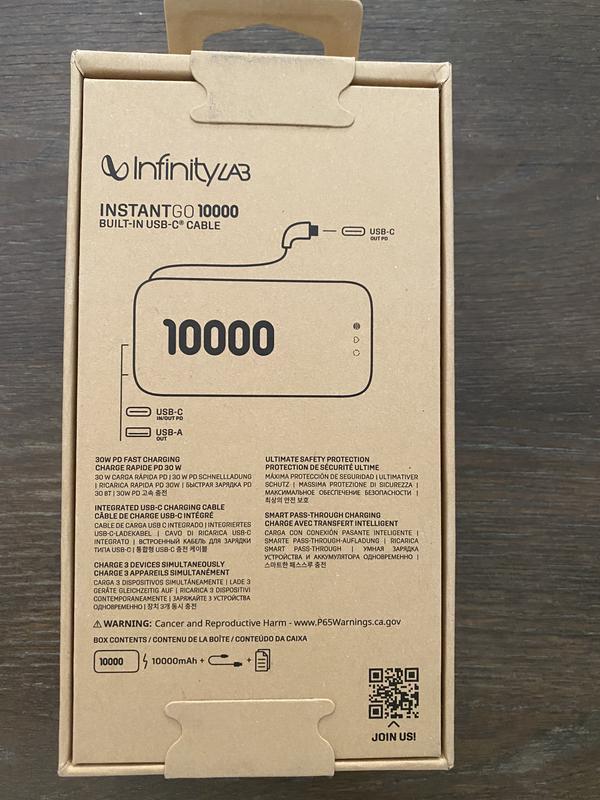 InfinityLAB
INSTANTGO 10000
BUILT-IN USB-C® CABLE
USB-C
OUT PD
10000
USB-C
IN/OUT PD
USB-A
OUT
30W PD FAST CHARGING
CHARGE RAPIDE PD 30 W
30 W CARGA RÁPIDA PD | 30 W PD SCHNELLLADUNG
| RICARICA RAPIDA PD 30W | БЫСТРАЯ ЗАРЯДКА PD
30 ВТ | 30W PD 고속 충전
INTEGRATED USB-C CHARGING CABLE
CÂBLE DE CHARGE USB-C INTÉGRÉ
CABLE DE CARGA USB-C INTEGRADO | INTEGRIERTES
USB-C-LADEKABEL | CAVO DI RICARICA USB-C
INTEGRATO | ВСТРОЕННЫЙ КАБЕЛЬ ДЛЯ ЗАРЯДКИ
ТИПА USB-C | 통합형 USB-C 충전 케이블
CHARGE 3 DEVICES SIMULTANEOUSLY
CHARGE 3 APPAREILS SIMULTANÉMENT
CARGA 3 DISPOSITIVOS SIMULTÁNEAMENTE | LADE 3
GERÄTE GLEICHZEITIG AUF | RICARICA 3 DISPOSITIVI
CONTEMPORANEAMENTE | ЗАРЯЖАЙТЕ 3 УСТРОЙСТВА
ОДНОВРЕМЕННО | 장치 3개 동시 충전
ULTIMATE SAFETY PROTECTION
PROTECTION DE SÉCURITÉ ULTIME
MÁXIMA PROTECCIÓN DE SEGURIDAD | ULTIMATIVER
SCHUTZ | MASSIMA PROTEZIONE DI SICUREZZA |
МАКСИМАЛЬНОЕ ОБЕСПЕЧЕНИЕ БЕЗОПАСНОСТИ |
최상의 안전 보호
SMART PASS-THROUGH CHARGING
CHARGE AVEC TRANSFERT INTELLIGENT
CARGA CON CONEXIÓN PASANTE INTELIGENTE |
SMARTE PASS-THROUGH-AUFLADUNG | RICARICA
SMART PASS-THROUGH | УМНАЯ ЗАРЯДКА
УСТРОЙСТВА И АККУМУЛЯТОРА ОДНОВРЕМЕННО |
스마트한 패스스루 충전
WARNING: Cancer and Reproductive Harm - www.P65Warnings.ca.gov
BOX CONTENTS / CONTENU DE LA BOÎTE / CONTEÚDO DA CAIXA
10000 10000mAh + +
JOIN US!